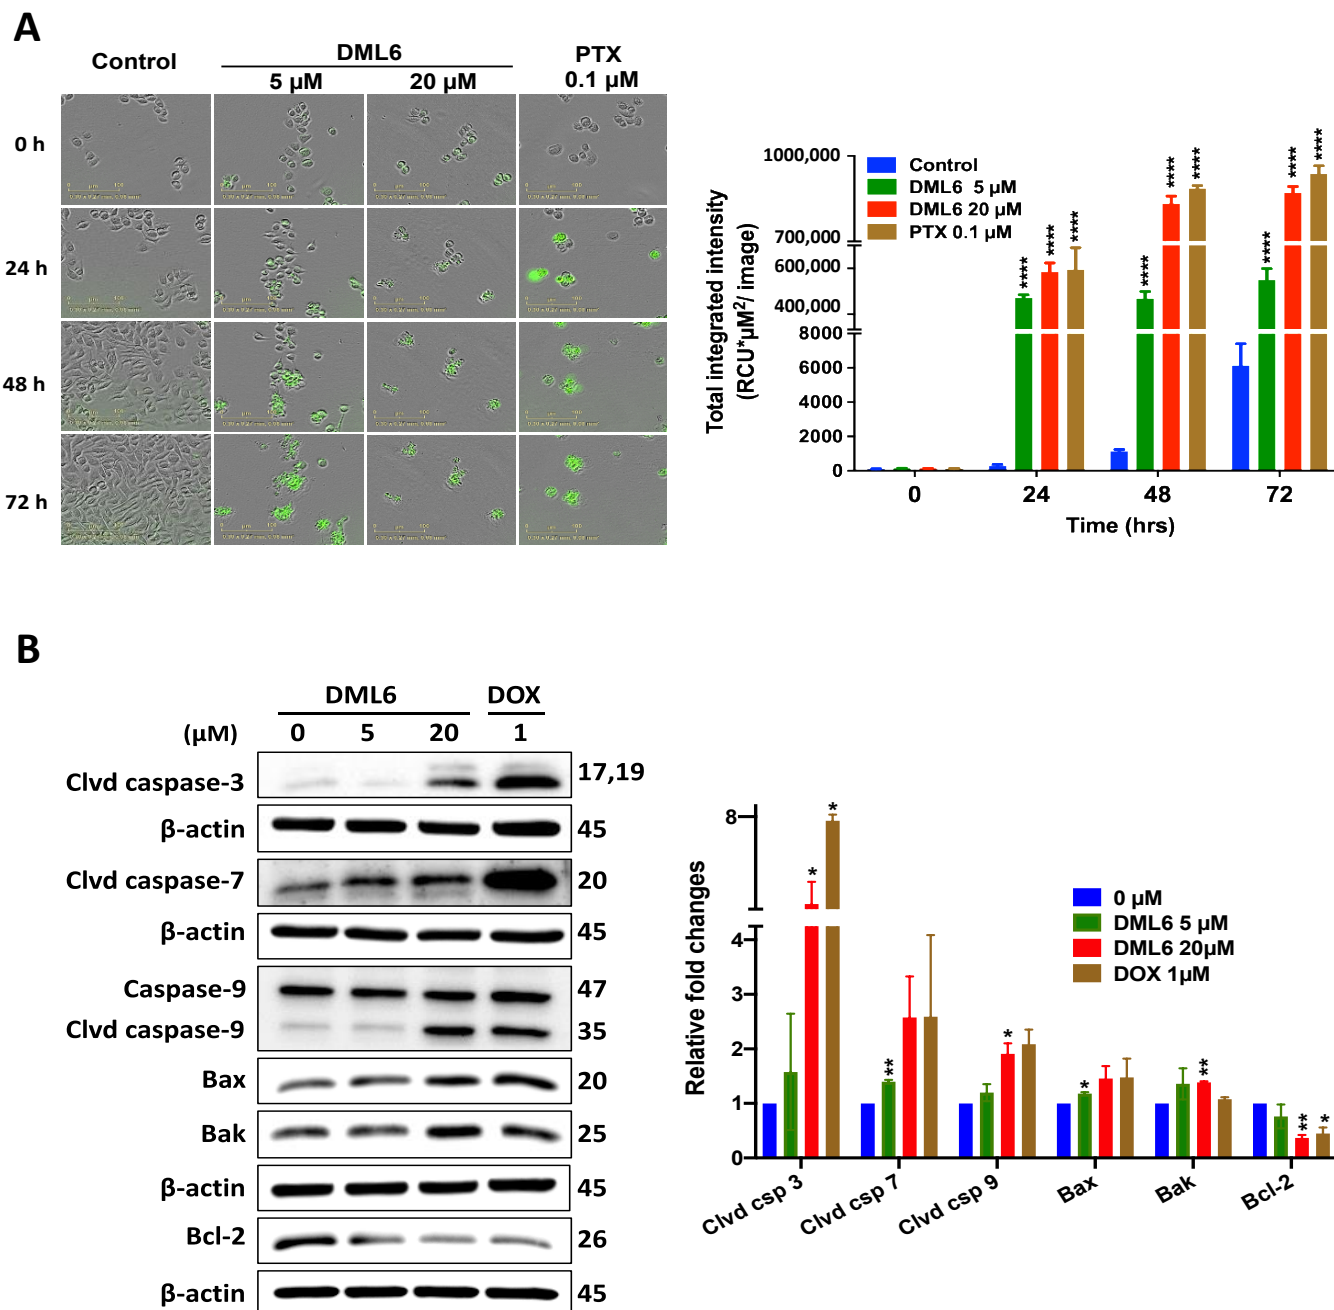 A
Control
DML6
PTX
5 µM
20 µM
0.1 µM
0 h
24 h
48 h
72 h
Total integrated intensity
(RCU*µM²/ image)
1000,000
700,000
600,000
400,000
8000
6000
4000
2000
0
Control
DML6 5 µM
DML6 20 µM
PTX 0.1 µM
**** **** ****
**** **** ****
**** **** ****
0 24 48 72
Time (hrs)
B
DML6 DOX
(µM) 0 5 20 1
Clvd caspase-3 17,19
β-actin 45
Clvd caspase-7 20
β-actin 45
Caspase-9 47
Clvd caspase-9 35
Bax 20
Bak 25
β-actin 45
Bcl-2 26
β-actin 45
Relative fold changes
8
4
3
2
1
0
0 µM
DML6 5 µM
DML6 20µM
DOX 1µM
* *
**
*
*
**
** *
Clvd csp 3
Clvd csp 7
Clvd csp 9
Bax
Bak
Bcl-2